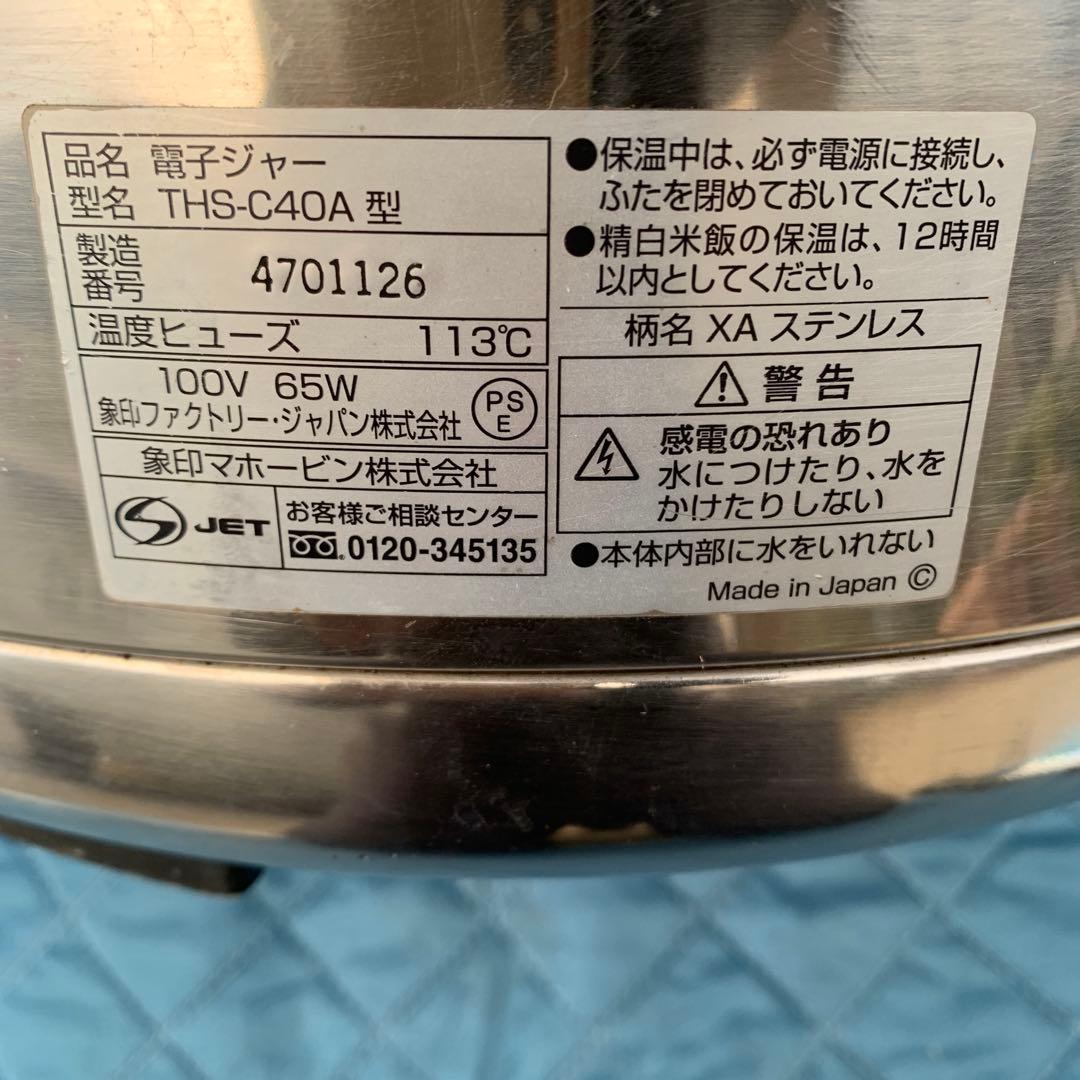 品名 電子ジャー
型名 THS-C40A 型
製造
番号 4701126
温度ヒューズ 113℃
100V 65W
象印ファクトリー・ジャパン株式会社
PS
E
象印マホービン株式会社
JET
お客様ご相談センター
0120-345135
●保温中は、必ず電源に接続し、
ふたを閉めておいてください。
●精白米飯の保温は、12時間
以内としてください。
柄名 XA ステンレス
警告
感電の恐れあり
水につけたり、水を
かけたりしない
●本体内部に水をいれない
Made in Japan Ⓒ